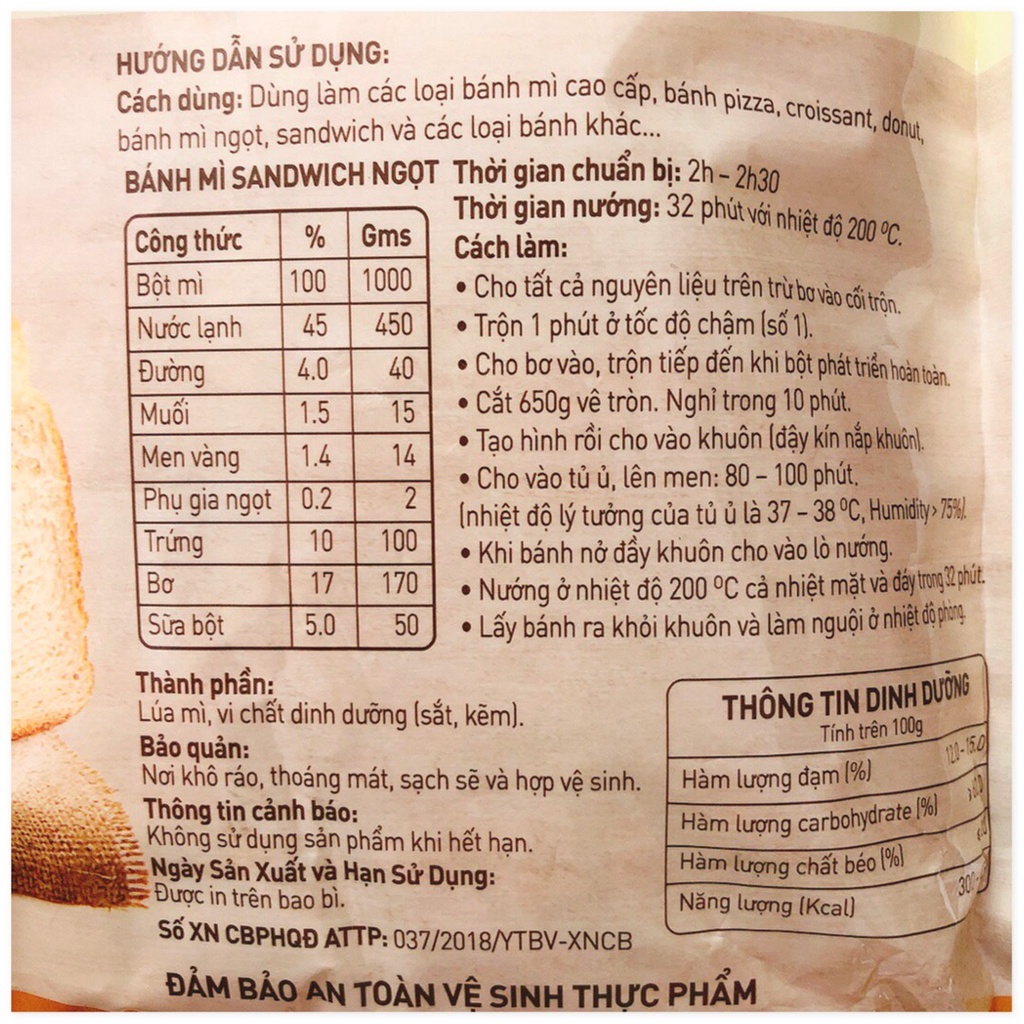 HƯỚNG DẪN SỬ DỤNG:
Cách dùng: Dùng làm các loại bánh mì cao cấp, bánh pizza, croissant, donut,
bánh mì ngọt, sandwich và các loại bánh khác...
BÁNH MÌ SANDWICH NGỌT
Công thức % Gms
Bột mì 100 1000
Nước lạnh 45 450
Đường 4.0 40
Muối 1.5 15
Men vàng 1.4 14
Phụ gia ngọt 0.2 2
Trứng 10 100
Bơ 17 170
Sữa bột 5.0 50
Thời gian chuẩn bị: 2h – 2h30
Thời gian nướng: 32 phút với nhiệt độ 200 ºC.
Cách làm:
• Cho tất cả nguyên liệu trên trừ bơ vào cối trộn.
• Trộn 1 phút ở tốc độ chậm (số 1).
• Cho bơ vào, trộn tiếp đến khi bột phát triển hoàn toàn.
• Cắt 650g vê tròn. Nghỉ trong 10 phút.
• Tạo hình rồi cho vào khuôn (đậy kín nắp khuôn).
• Cho vào tủ ủ, lên men: 80 – 100 phút.
(nhiệt độ lý tưởng của tủ ủ là 37 – 38 ºC, Humidity > 75%).
• Khi bánh nở đầy khuôn cho vào lò nướng.
• Nướng ở nhiệt độ 200 ºC cả nhiệt mặt và đáy trong 32 phút.
• Lấy bánh ra khỏi khuôn và làm nguội ở nhiệt độ phòng.
Thành phần:
Lúa mì, vi chất dinh dưỡng (sắt, kẽm).
Bảo quản:
Nơi khô ráo, thoáng mát, sạch sẽ và hợp vệ sinh.
Thông tin cảnh báo:
Không sử dụng sản phẩm khi hết hạn.
Ngày Sản Xuất và Hạn Sử Dụng:
Được in trên bao bì.
Số XN CBPHQĐ ATTP: 037/2018/YTBV-XNCB
THÔNG TIN DINH DƯỠNG
Tính trên 100g
Hàm lượng đạm (%) 12.0-15.0
Hàm lượng carbohydrate (%)
Hàm lượng chất béo (%)
Năng lượng (Kcal)
ĐẢM BẢO AN TOÀN VỆ SINH THỰC PHẨM